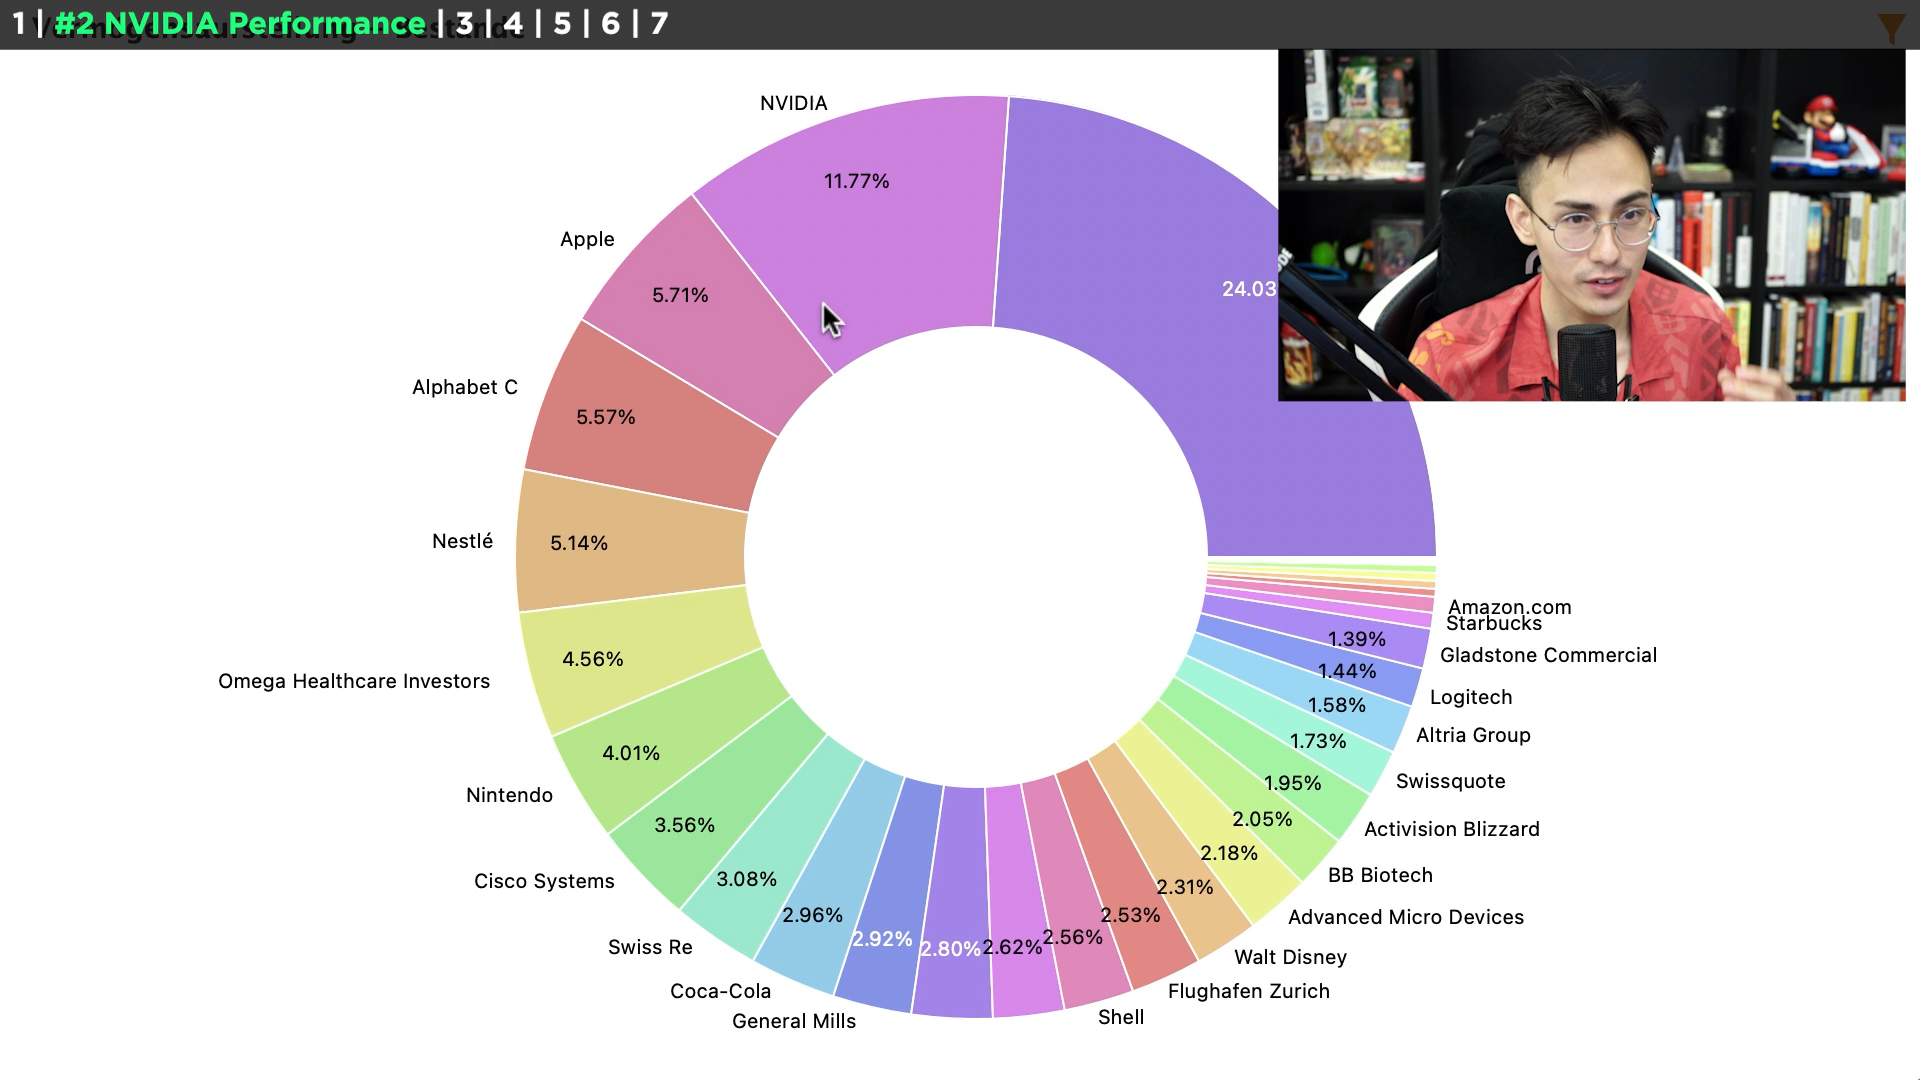 1 | #2 NVIDIA Performance | 3 | 4 | 5 | 6 | 7
NVIDIA
11.77%
24.03
Apple
5.71%
Alphabet C
5.57%
Nestlé
5.14%
Omega Healthcare Investors
4.56%
Nintendo
4.01%
Cisco Systems
3.56%
Swiss Re
3.08%
Coca-Cola
2.96%
General Mills
2.92%
2.80%
2.62%
2.56%
Shell
2.53%
Flughafen Zurich
2.31%
Walt Disney
2.18%
Advanced Micro Devices
2.05%
BB Biotech
1.95%
Activision Blizzard
1.73%
Swissquote
1.58%
Altria Group
1.44%
Logitech
1.39%
Gladstone Commercial
Starbucks
Amazon.com